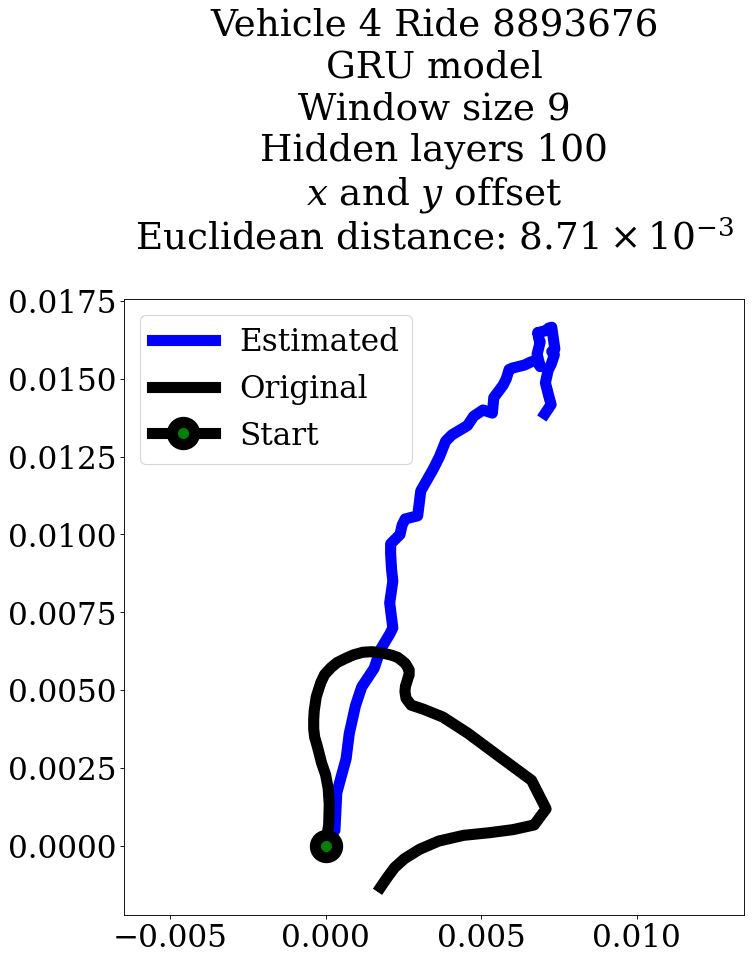 Vehicle 4 Ride 8893676
GRU model
Window size 9
Hidden layers 100
x and y offset
Euclidean distance: 8.71 × 10⁻³
Estimated
Original
Start
0.0175
0.0150
0.0125
0.0100
0.0075
0.0050
0.0025
0.0000
−0.005 0.000 0.005 0.010